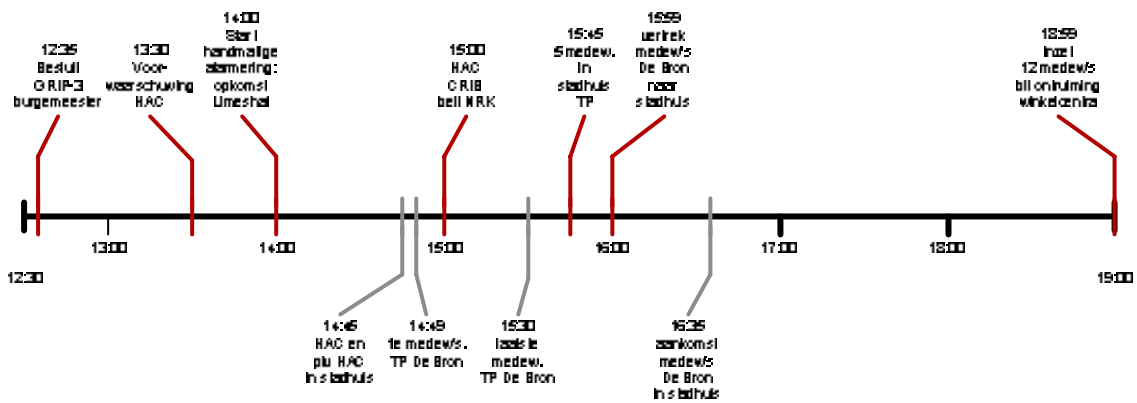 12:35
Besluit
GRIP-3
burgemeester
13:30
Voor-
waarschuwing
HAC
14:00
Start
handmatige
alarmering:
opkomst
Limeshal
15:00
HAC
CRIB
belt NRK
15:45
5 medew.
in
stadhuis
TP
15:59
vertrek
medew/s
De Bron
naar
stadhuis
18:59
inzet
12 medew/s
bij ontruiming
winkelcentra
13:00
14:00
15:00
16:00
17:00
18:00
12:30
19:00
14:45
HAC en
plv HAC
in stadhuis
14:49
1e medew/s.
TP De Bron
15:30
laatste
medew.
TP De Bron
16:35
aankomst
medew/s
De Bron
in stadhuis